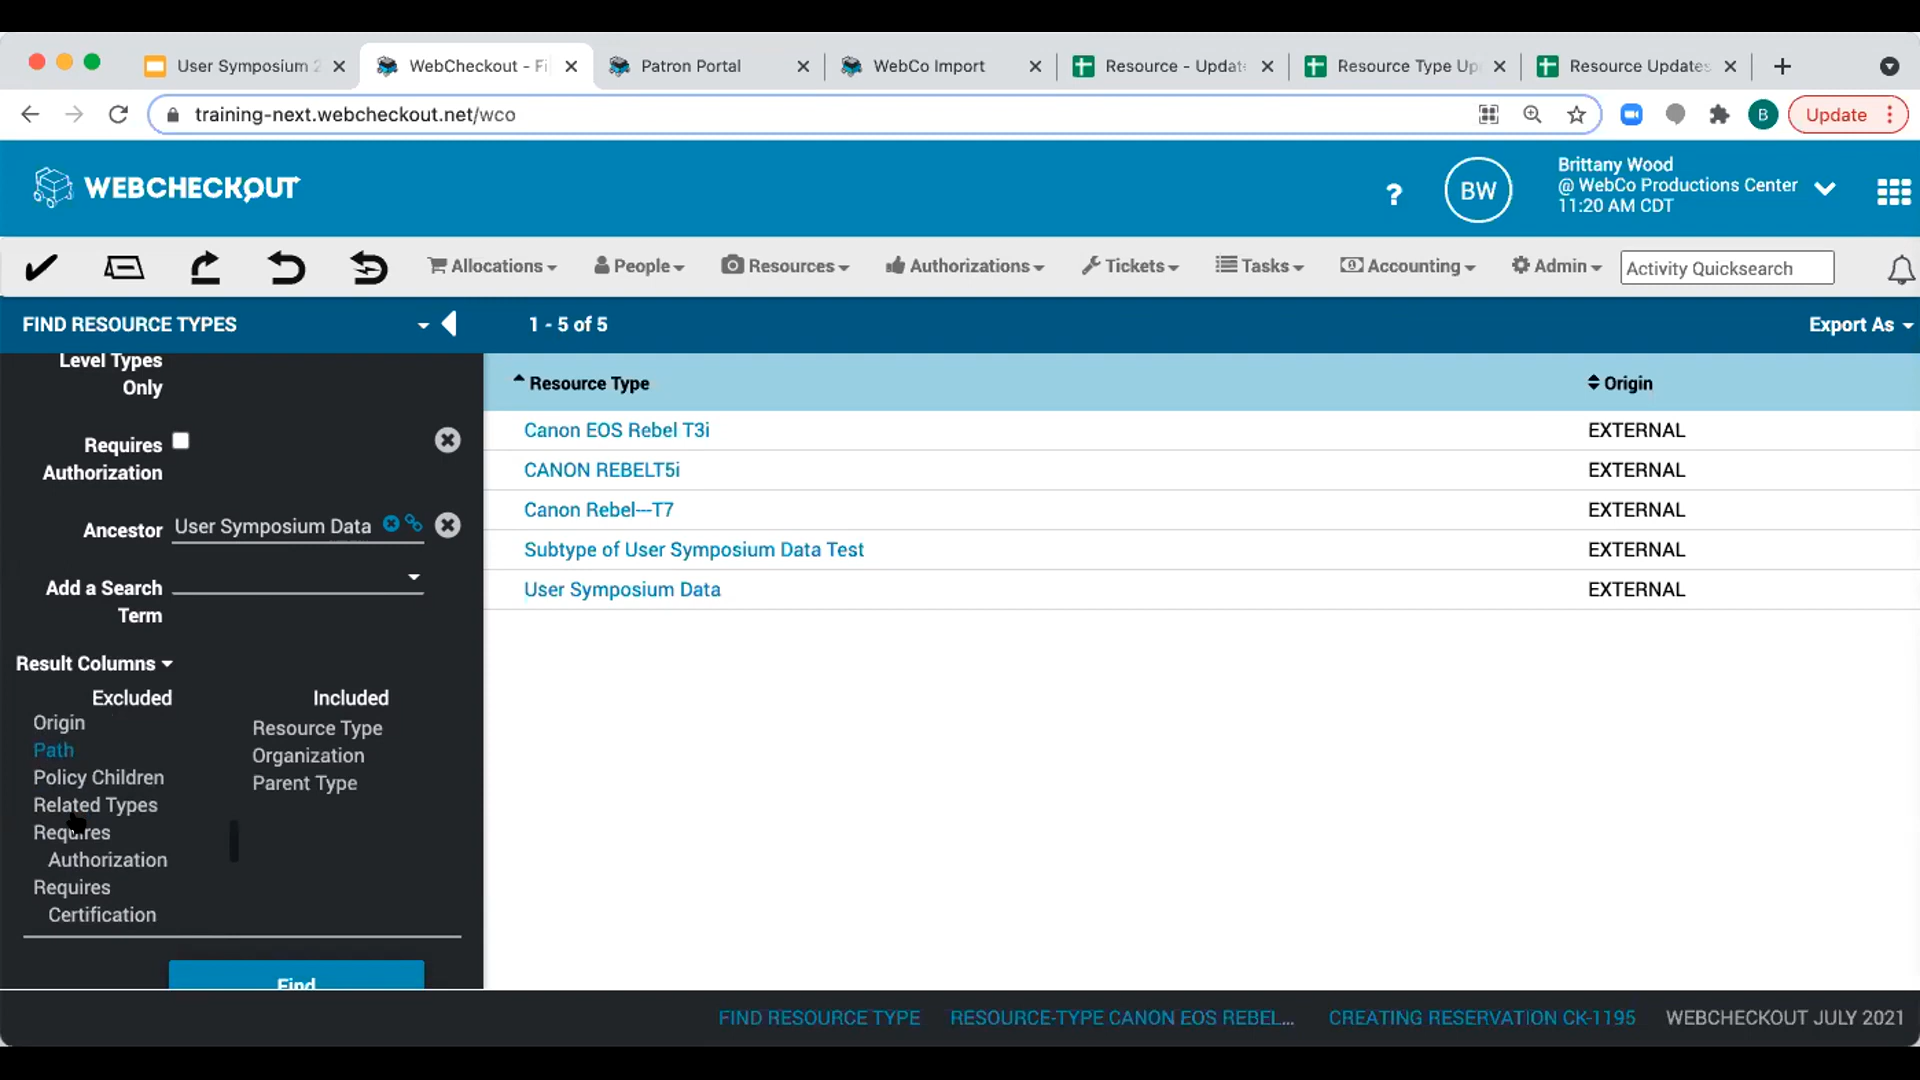 User Symposium 2
WebCheckout - Fi
Patron Portal
WebCo Import
Resource - Updat
Resource Type Up
Resource Updates
training-next.webcheckout.net/wco
B
Update
WEBCHECKOUT
?
BW
Brittany Wood
@ WebCo Productions Center
11:20 AM CDT
Allocations
People
Resources
Authorizations
Tickets
Tasks
Accounting
Admin
Activity Quicksearch
FIND RESOURCE TYPES
1 - 5 of 5
Export As
Level Types
Only
Requires
Authorization
Ancestor
User Symposium Data
Add a Search
Term
Result Columns
Excluded
Origin
Path
Policy Children
Related Types
Requires
Authorization
Requires
Certification
Included
Resource Type
Organization
Parent Type
Find
Resource Type
Origin
Canon EOS Rebel T3i
EXTERNAL
CANON REBELT5i
EXTERNAL
Canon Rebel---T7
EXTERNAL
Subtype of User Symposium Data Test
EXTERNAL
User Symposium Data
EXTERNAL
FIND RESOURCE TYPE
RESOURCE-TYPE CANON EOS REBEL...
CREATING RESERVATION CK-1195
WEBCHECKOUT JULY 2021